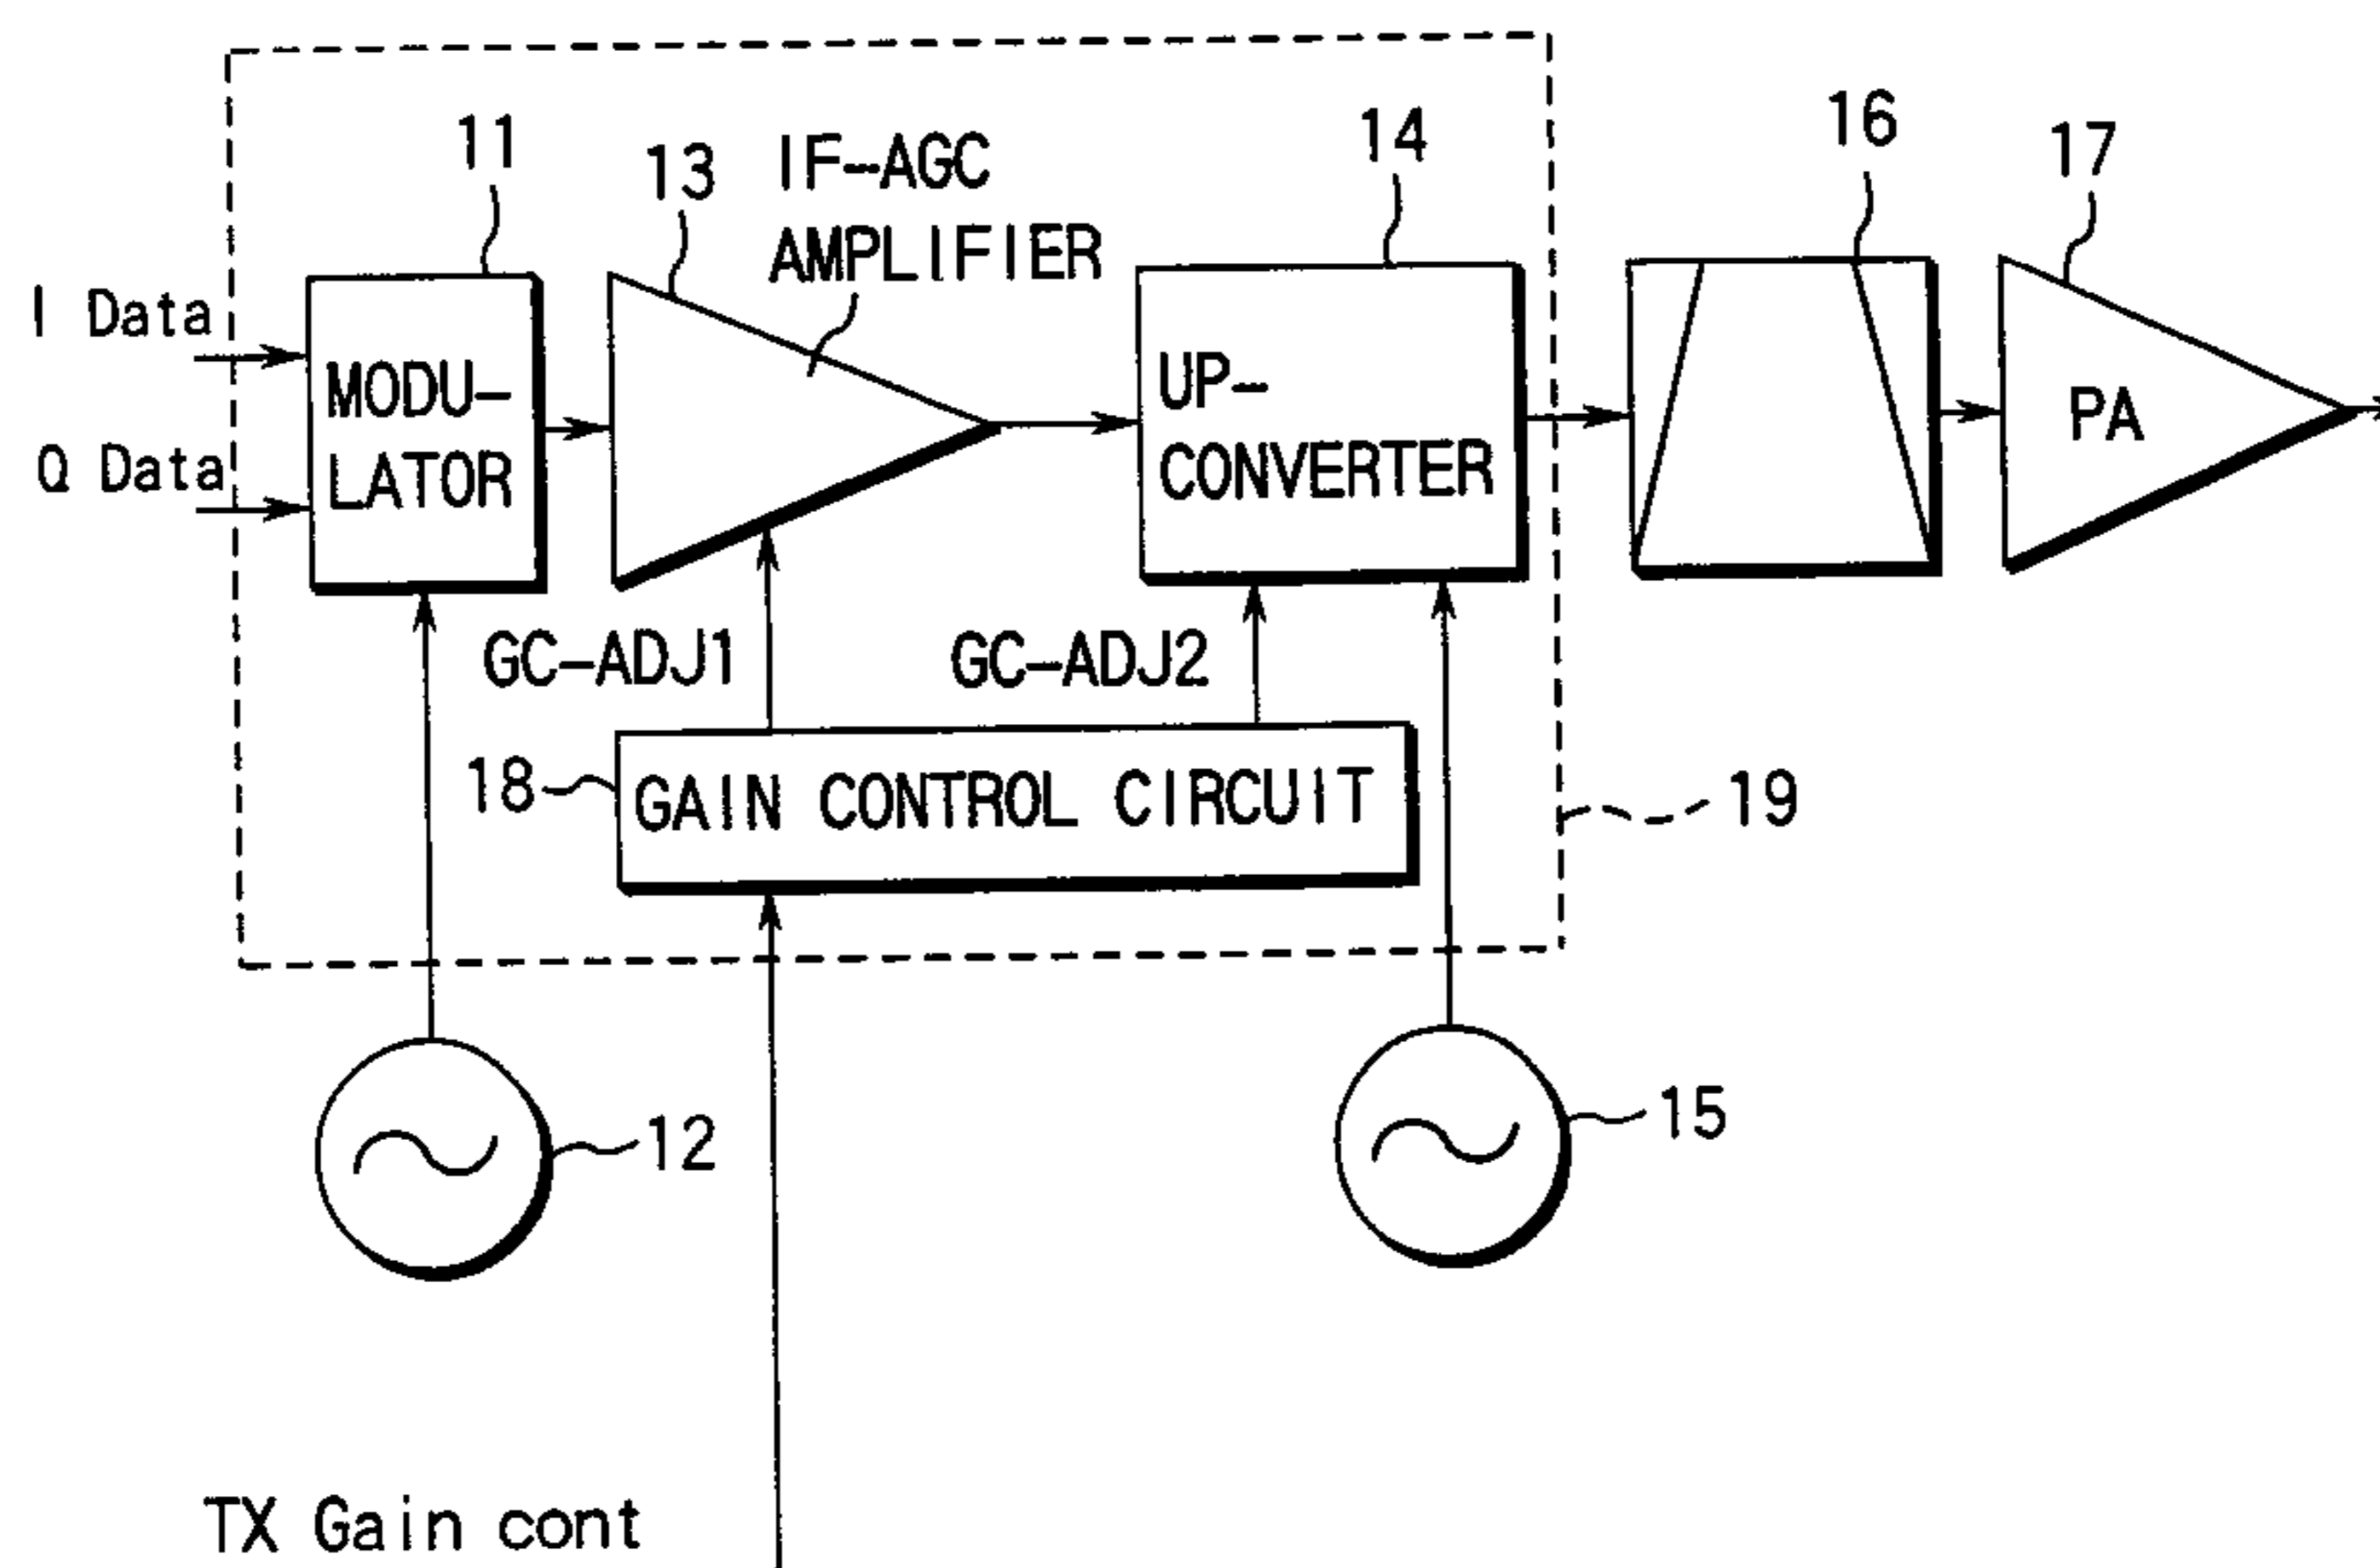 11
13
IF-AGC
AMPLIFIER
14
16
17
I Data
Q Data
MODU-
LATOR
UP-
CONVERTER
PA
GC-ADJ1
GC-ADJ2
18
GAIN CONTROL CIRCUIT
19
12
15
TX Gain cont